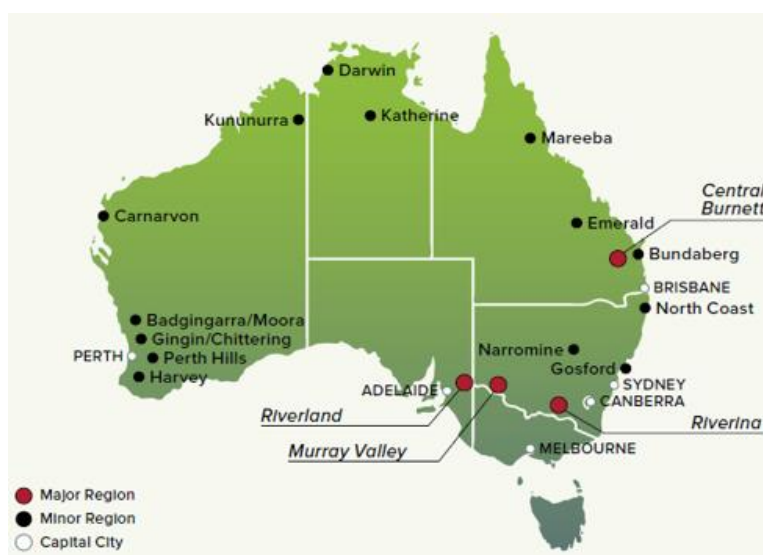 Darwin
Kununurra
Katherine
Mareeba
Central
Burnett
Carnarvon
Emerald
Bundaberg
BRISBANE
North Coast
Badgingarra/Moora
Gingin/Chittering
PERTH
Perth Hills
Harvey
Narromine
Gosford
SYDNEY
ADELAIDE
CANBERRA
Riverland
Riverina
Murray Valley
MELBOURNE
Major Region
Minor Region
Capital City